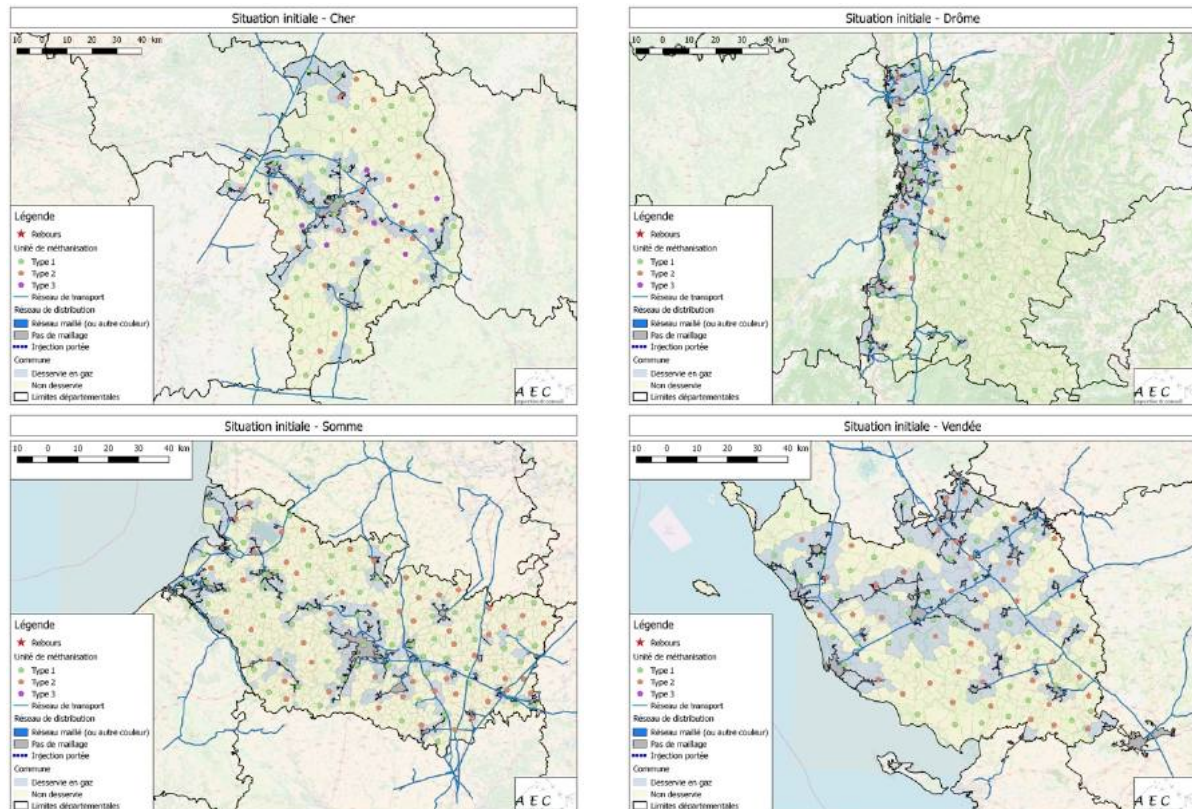 Situation initiale - Cher
10 0 10 20 30 40 km
Légende
Rebours
Unité de méthanisation
Type 1
Type 2
Type 3
Réseau de transport
Réseau de distribution
Réseau maillé (ou autre couleur)
Pas de maillage
Injection portée
Commune
Desservie en gaz
Non desservie
Limites départementales
AEC
Situation initiale - Drôme
10 0 10 20 30 40 km
Légende
Rebours
Unité de méthanisation
Type 1
Type 2
Type 3
Réseau de transport
Réseau de distribution
Réseau maillé (ou autre couleur)
Pas de maillage
Injection portée
Commune
Desservie en gaz
Non desservie
Limites départementales
AEC
Situation initiale - Somme
10 0 10 20 30 40 km
Légende
Rebours
Unité de méthanisation
Type 1
Type 2
Type 3
Réseau de transport
Réseau de distribution
Réseau maillé (ou autre couleur)
Pas de maillage
Injection portée
Commune
Desservie en gaz
Non desservie
Limites départementales
AEC
Situation initiale - Vendée
10 0 10 20 30 40 km
Légende
Rebours
Unité de méthanisation
Type 1
Type 2
Type 3
Réseau de transport
Réseau de distribution
Réseau maillé (ou autre couleur)
Pas de maillage
Injection portée
Commune
Desservie en gaz
Non desservie
Limites départementales
AEC